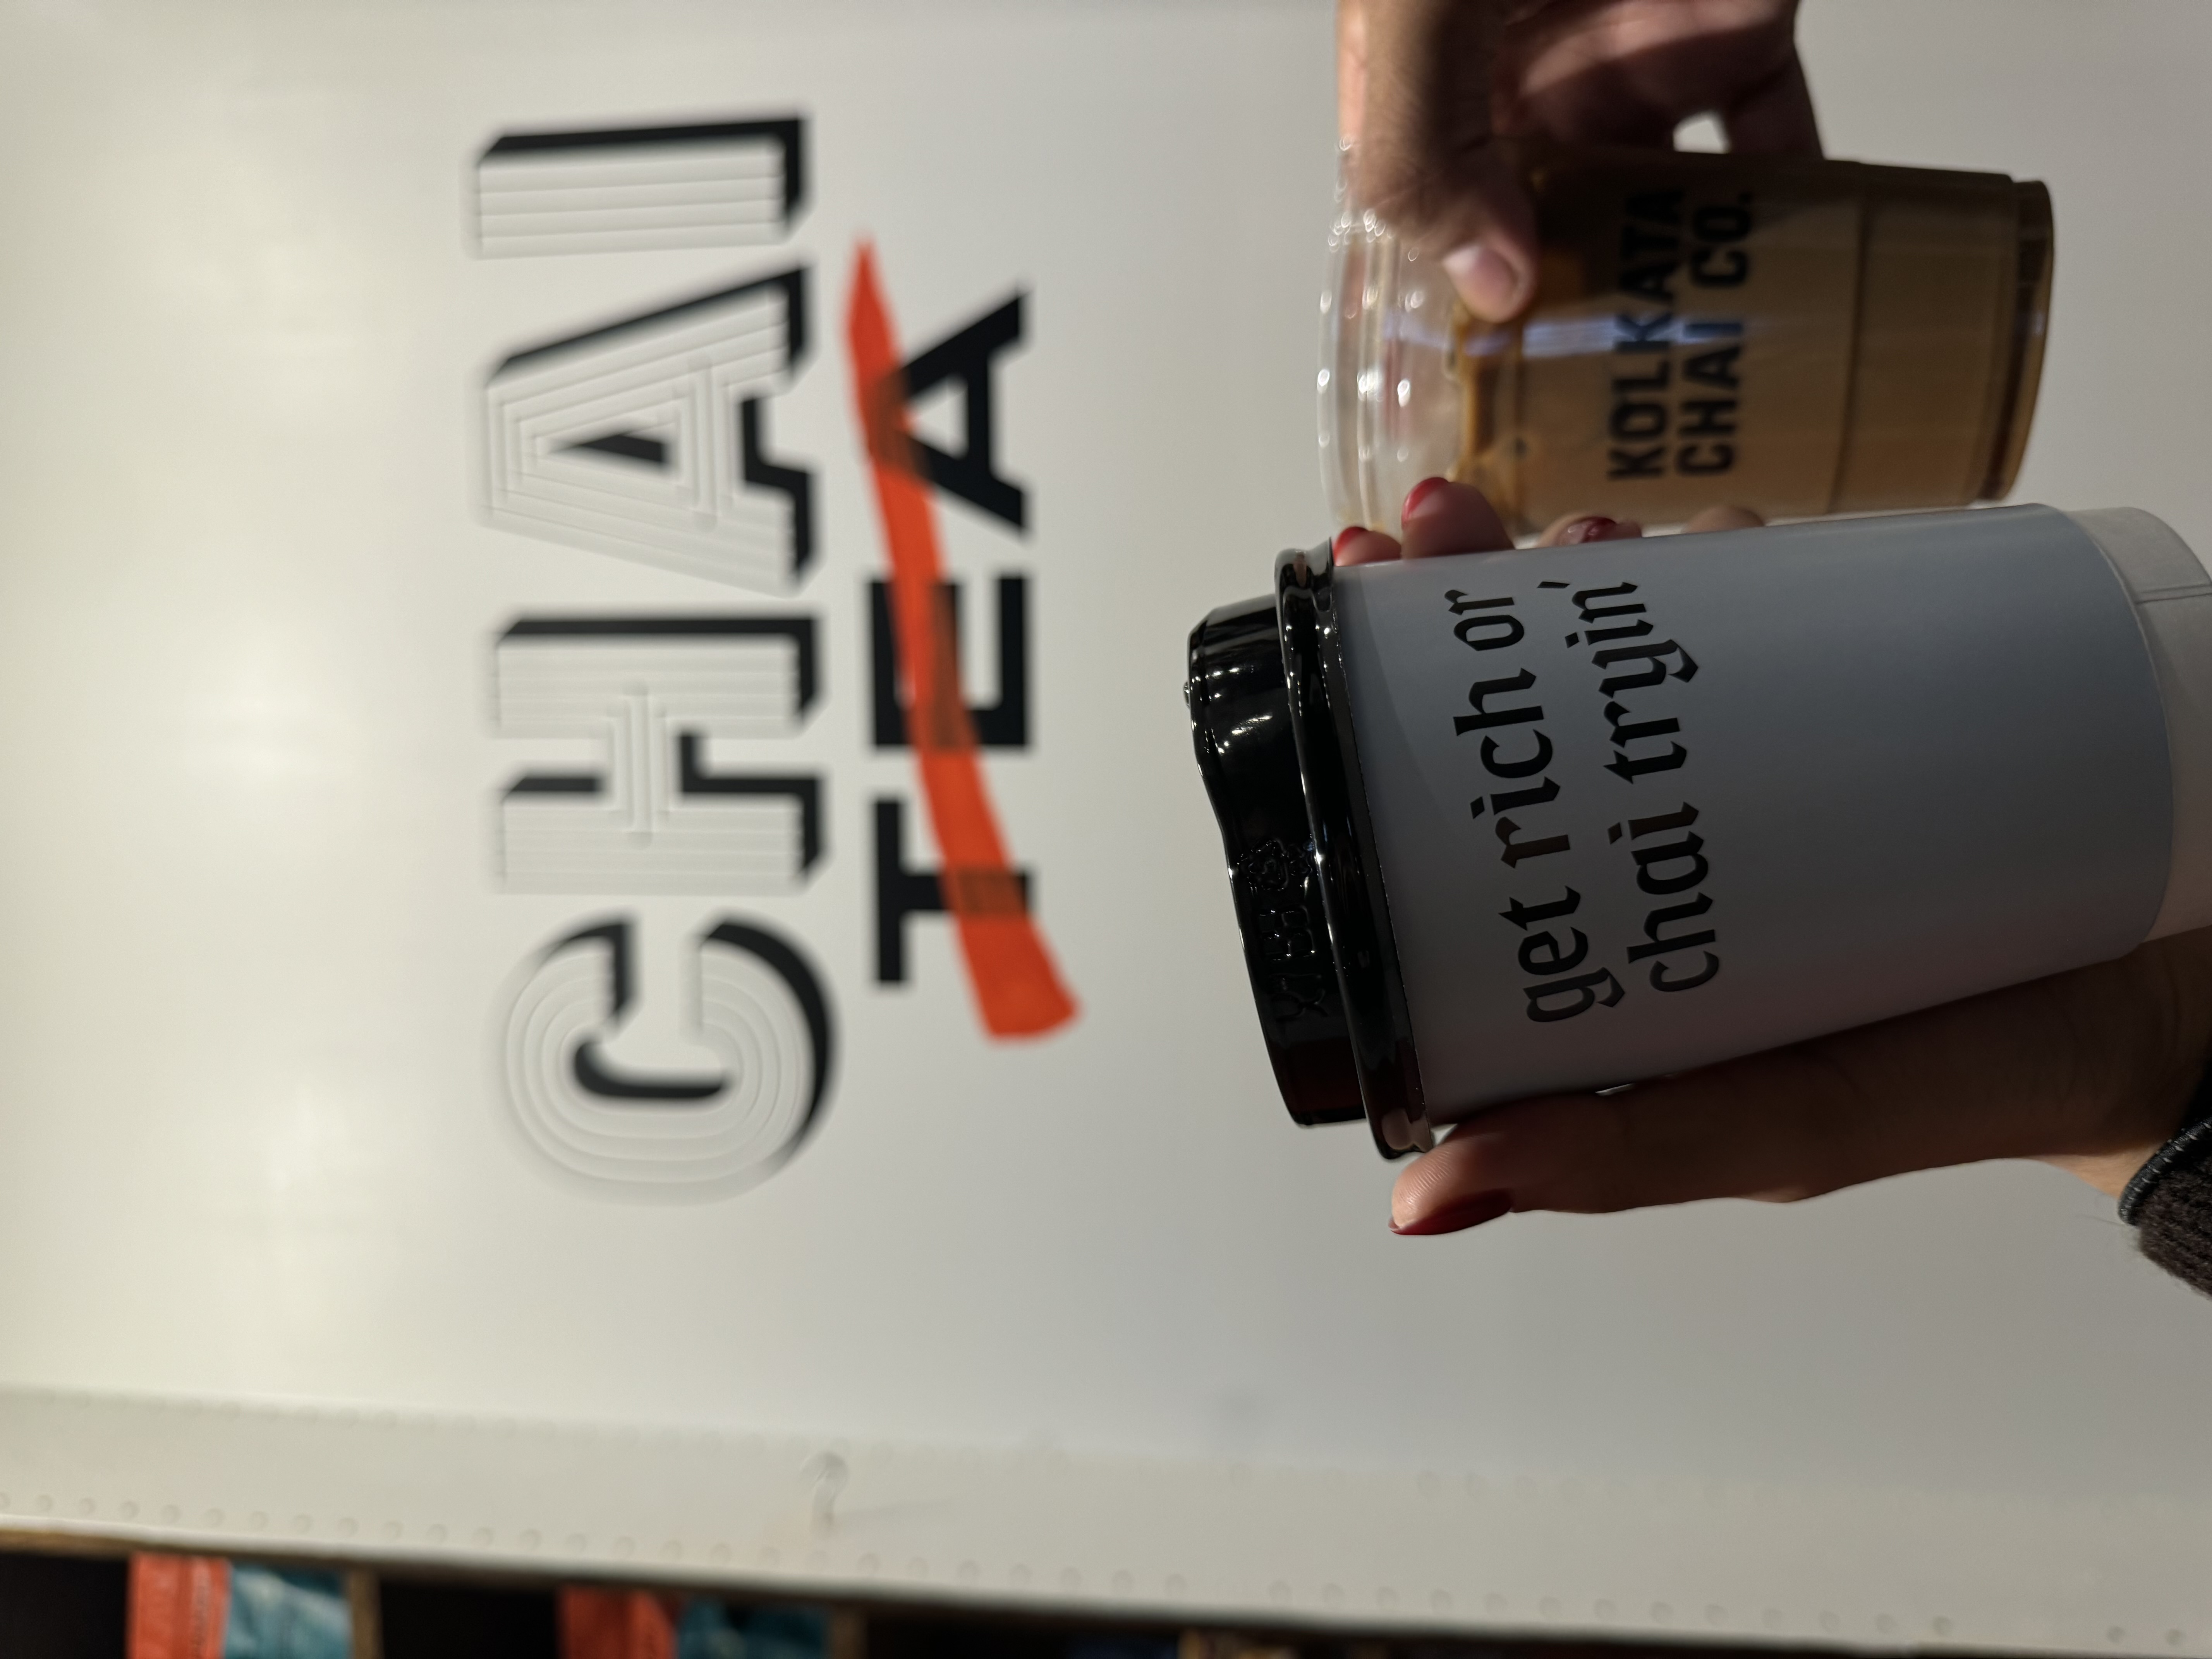 CHAI
TEA
get rich or
chai tryin'
KOLKATA
CHAI CO.